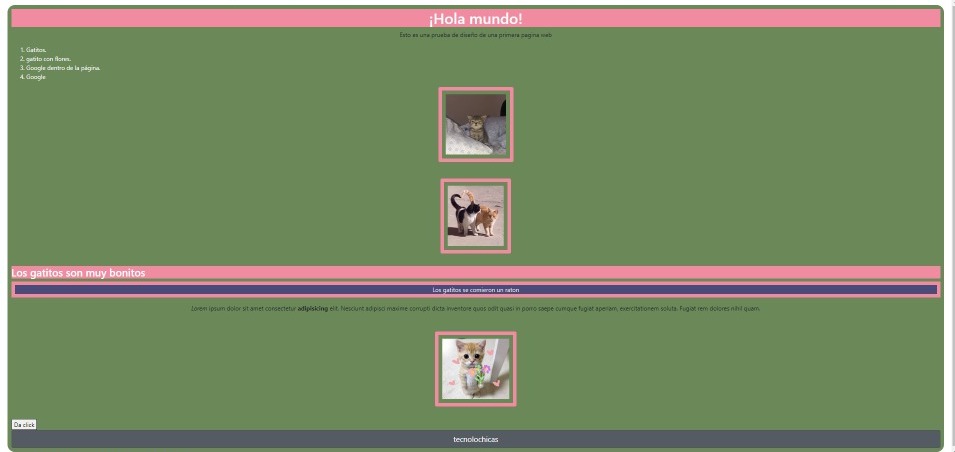 ¡Hola mundo!
Esto es una prueba de diseño de una primera pagina web
1. Gatitos.
2. gatito con flores.
3. Google dentro de la página.
4. Google
Los gatitos son muy bonitos
Los gatitos se comieron un raton
Lorem ipsum dolor sit amet consectetur adipisicing elit. Nesciunt adipisci maxime corrupti dicta inventore quos odit quasi in porro saepe cumque fugiat aperiam, exercitationem soluta. Fugiat rem dolores nihil quam.
Da click
tecnolochicas